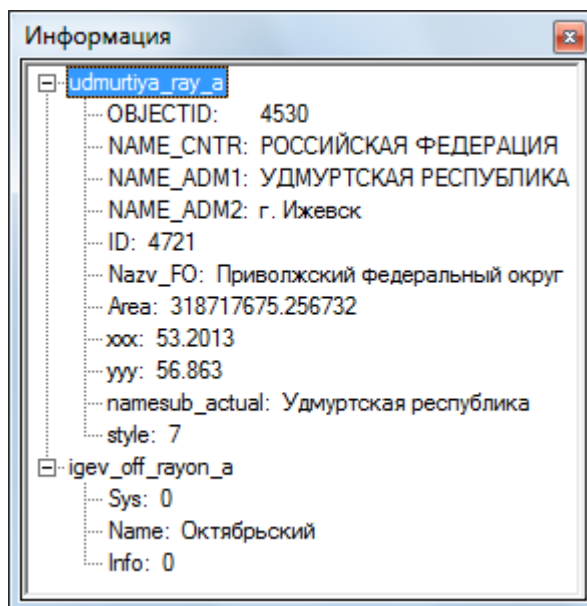 Информация
udmurtiya_ray_a
OBJECTID: 4530
NAME_CNTR: РОССИЙСКАЯ ФЕДЕРАЦИЯ
NAME_ADM1: УДМУРТСКАЯ РЕСПУБЛИКА
NAME_ADM2: г. Ижевск
ID: 4721
Nazv_FO: Приволжский федеральный округ
Area: 318717675.256732
xxx: 53.2013
yyy: 56.863
namesub_actual: Удмуртская республика
style: 7
igev_off_rayon_a
Sys: 0
Name: Октябрьский
Info: 0